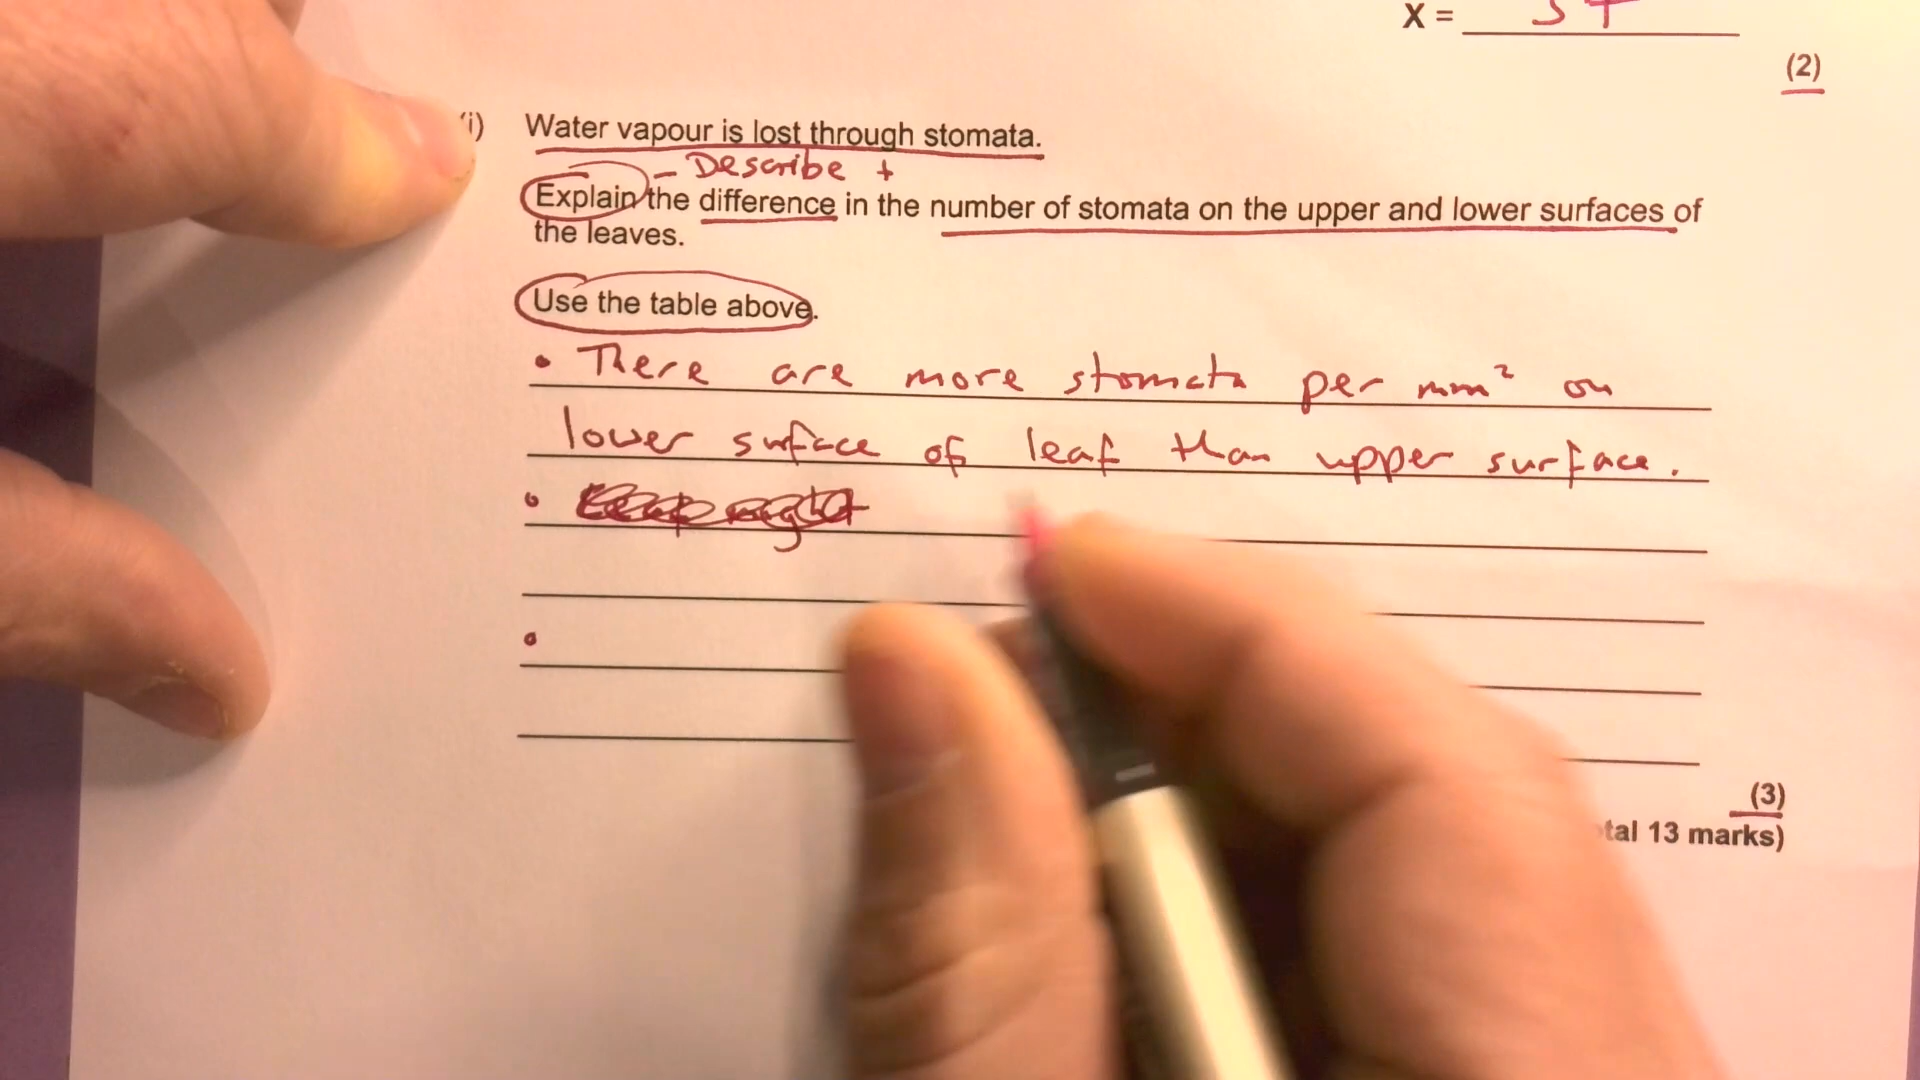 X =
(2)
i) Water vapour is lost through stomata.
- Describe +
Explain the difference in the number of stomata on the upper and lower surfaces of
the leaves.
Use the table above.
• There are more stomata per mm² on
lower surface of leaf than upper surface.
•
•
(3)
tal 13 marks)